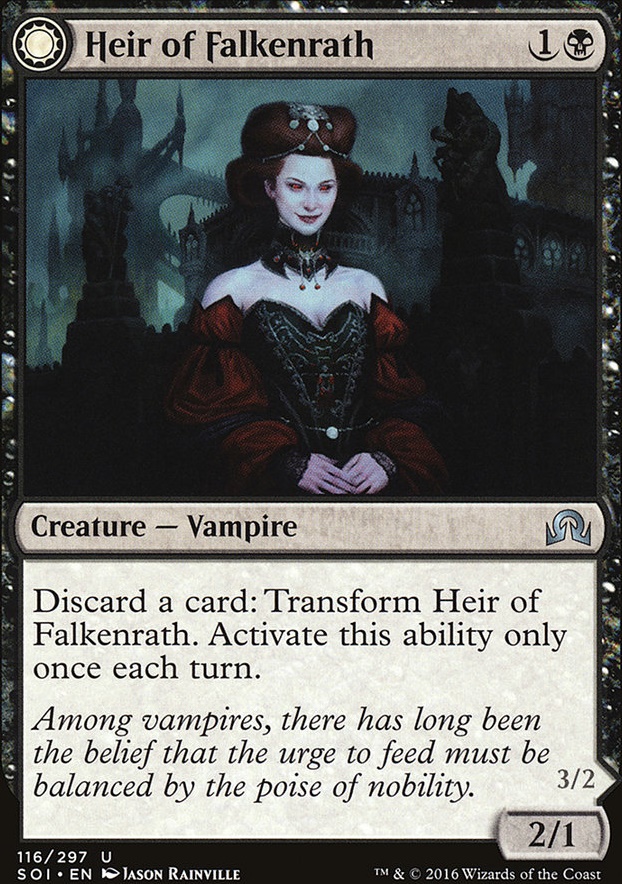 Heir of Falkenrath 1
Creature — Vampire
Discard a card: Transform Heir of
Falkenrath. Activate this ability only
once each turn.
Among vampires, there has long been
the belief that the urge to feed must be
balanced by the poise of nobility.
3/2
2/1
116/297 U
SOI • EN JASON RAINVILLE
™ & © 2016 Wizards of the Coast